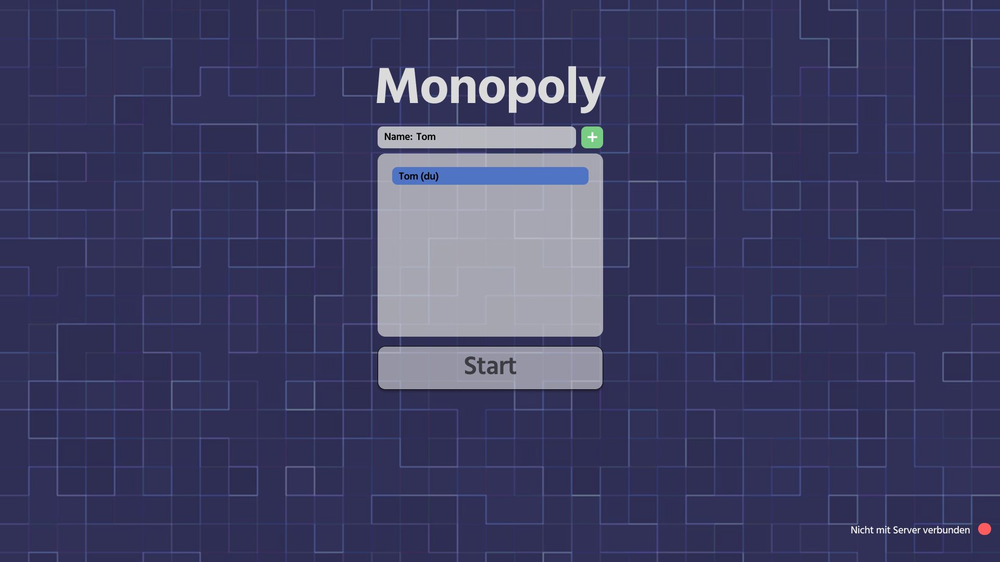 Monopoly
Name: Tom
+
Tom (du)
Start
Nicht mit Server verbunden